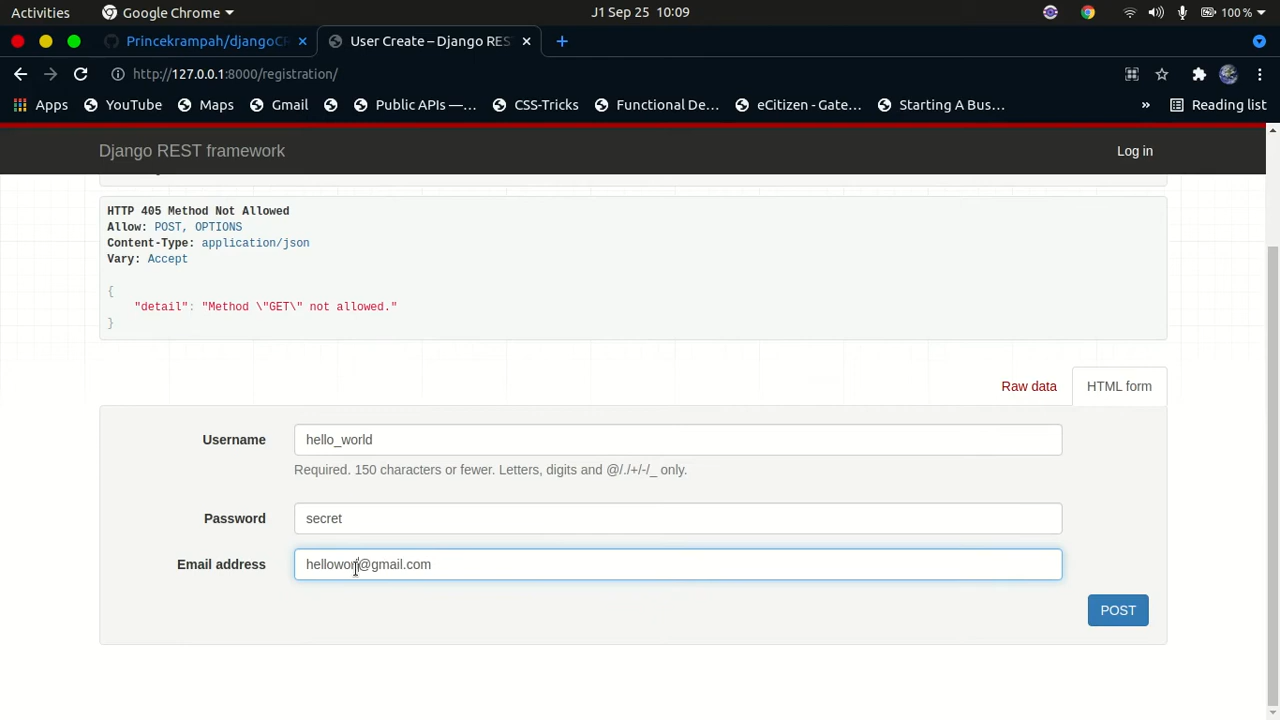 Activities Google Chrome J1 Sep 25 10:09 100 %
Princekrampah/djangoCR User Create – Django RES
http://127.0.0.1:8000/registration/
Apps YouTube Maps Gmail Public APIs —… CSS-Tricks Functional De… eCitizen - Gate… Starting A Bus… » Reading list
Django REST framework Log in
HTTP 405 Method Not Allowed
Allow: POST, OPTIONS
Content-Type: application/json
Vary: Accept
{
"detail": "Method \"GET\" not allowed."
}
Raw data HTML form
Username hello_world
Required. 150 characters or fewer. Letters, digits and @/./+/-/_ only.
Password secret
Email address @gmail.com
POST